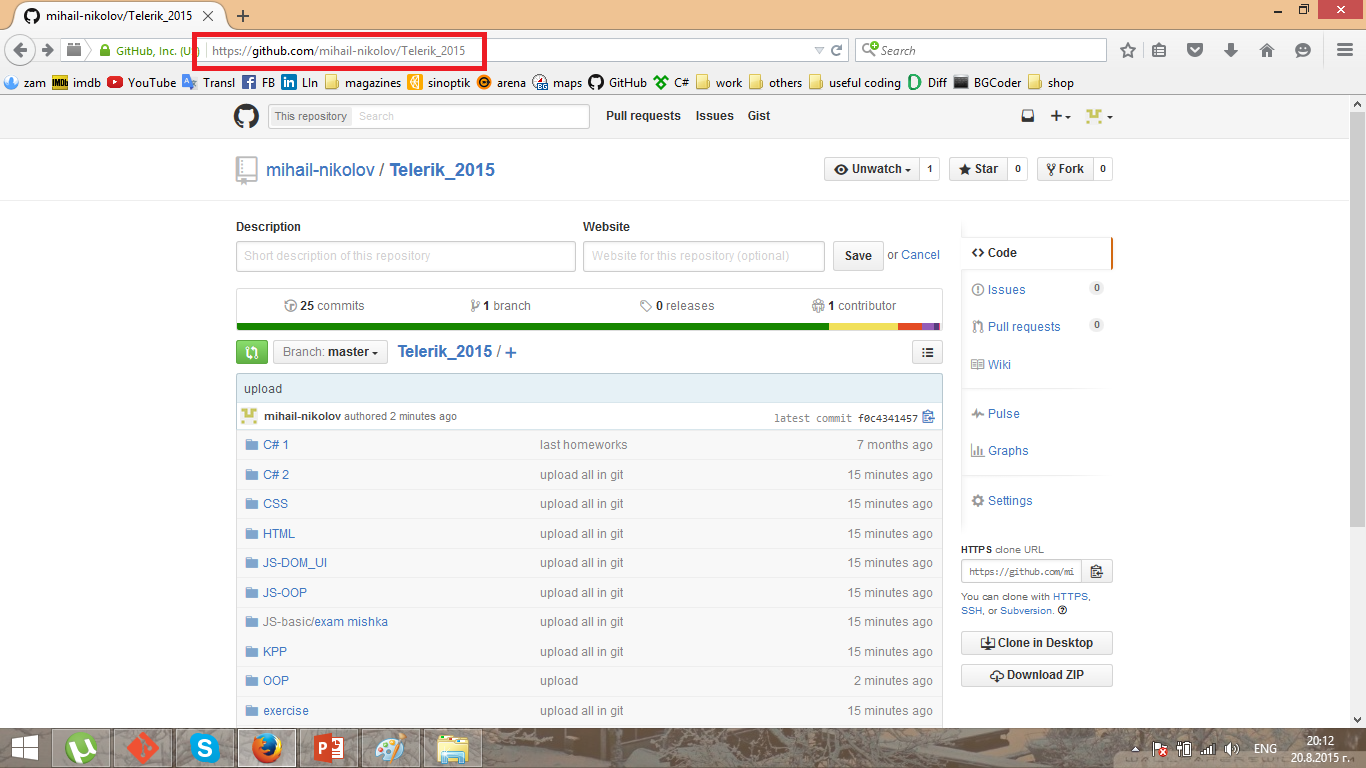 mihail-nikolov/Telerik_2015
GitHub, Inc. (U
https://github.com/mihail-nikolov/Telerik_2015
Search
zam imdb YouTube Transl FB LIn magazines sinoptik arena maps GitHub C# work others useful coding Diff BGCoder shop
This repository Search Pull requests Issues Gist
mihail-nikolov / Telerik_2015 Unwatch 1 Star 0 Fork 0
Description Website
Short description of this repository Website for this repository (optional) Save or Cancel
25 commits 1 branch 0 releases 1 contributor
Branch: master Telerik_2015 / +
upload
mihail-nikolov authored 2 minutes ago latest commit f0c4341457
C# 1 last homeworks 7 months ago
C# 2 upload all in git 15 minutes ago
CSS upload all in git 15 minutes ago
HTML upload all in git 15 minutes ago
JS-DOM_UI upload all in git 15 minutes ago
JS-OOP upload all in git 15 minutes ago
JS-basic/exam mishka upload all in git 15 minutes ago
KPP upload all in git 15 minutes ago
OOP upload 2 minutes ago
exercise upload all in git 15 minutes ago
Code
Issues 0
Pull requests 0
Wiki
Pulse
Graphs
Settings
HTTPS clone URL
https://github.com/mi
You can clone with HTTPS,
SSH, or Subversion.
Clone in Desktop
Download ZIP
ENG
20:12
20.8.2015 г.